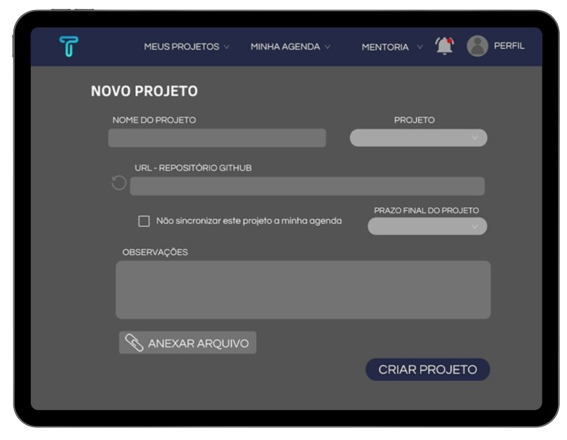 MEUS PROJETOS
MINHA AGENDA
MENTORIA
PERFIL
NOVO PROJETO
NOME DO PROJETO
PROJETO
URL - REPOSITÓRIO GITHUB
Não sincronizar este projeto a minha agenda
PRAZO FINAL DO PROJETO
OBSERVAÇÕES
ANEXAR ARQUIVO
CRIAR PROJETO